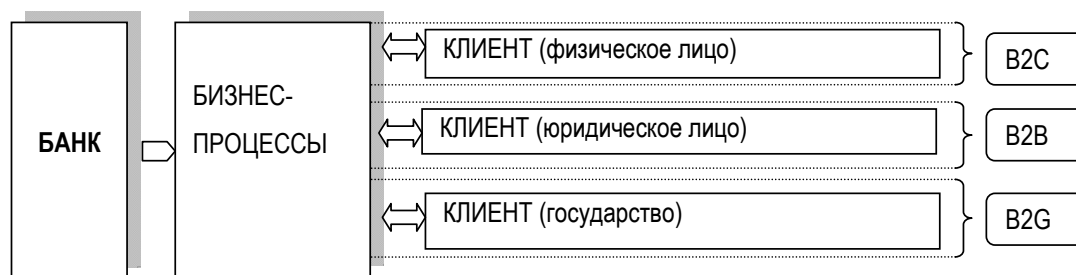 КЛИЕНТ (физическое лицо)
B2C
БИЗНЕС-
КЛИЕНТ (юридическое лицо)
B2B
БАНК
ПРОЦЕССЫ
КЛИЕНТ (государство)
B2G